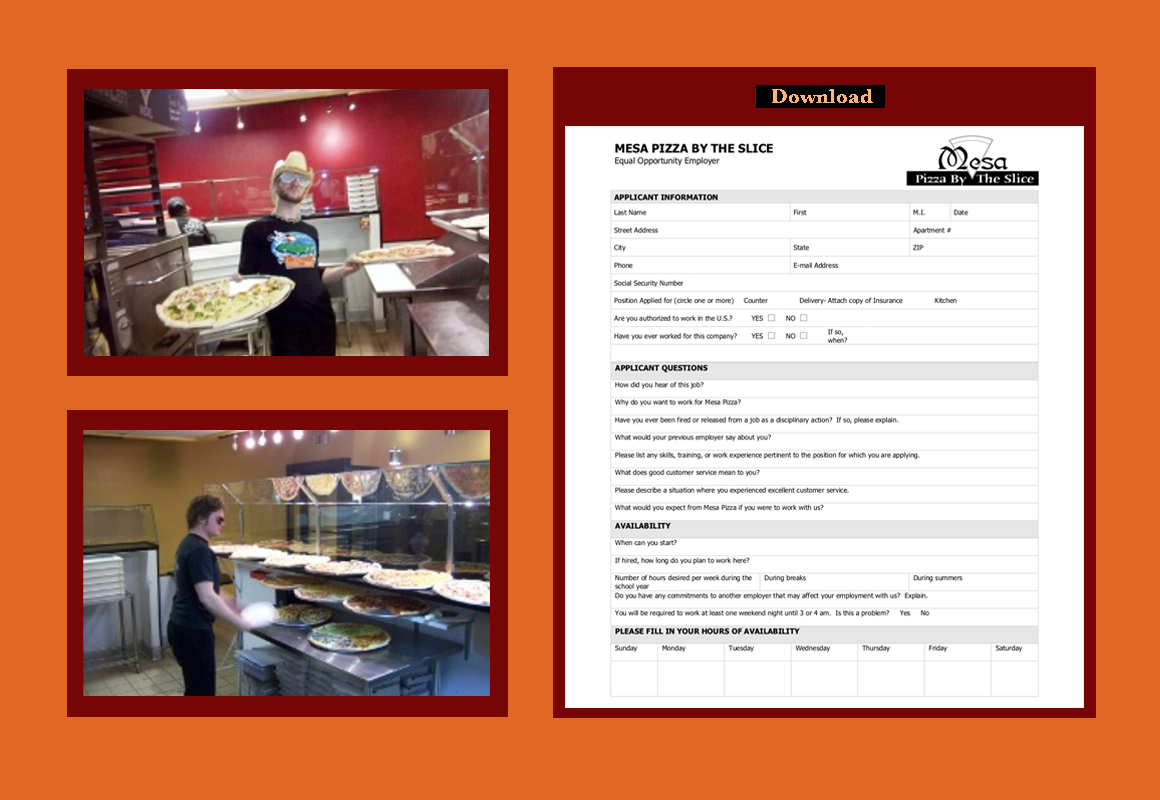 Download
MESA PIZZA BY THE SLICE
Equal Opportunity Employer
Mesa
Pizza By The Slice
APPLICANT INFORMATION
Last Name First M.I. Date
Street Address Apartment #
City State ZIP
Phone E-mail Address
Social Security Number
Position Applied for (circle one or more) Counter Delivery- Attach copy of Insurance Kitchen
Are you authorized to work in the U.S.? YES NO
Have you ever worked for this company? YES NO If so,
when?
APPLICANT QUESTIONS
How did you hear of this job?
Why do you want to work for Mesa Pizza?
Have you ever been fired or released from a job as a disciplinary action? If so, please explain.
What would your previous employer say about you?
Please list any skills, training, or work experience pertinent to the position for which you are applying.
What does good customer service mean to you?
Please describe a situation where you experienced excellent customer service.
What would you expect from Mesa Pizza if you were to work with us?
AVAILABILITY
When can you start?
If hired, how long do you plan to work here?
Number of hours desired per week during the During breaks During summers
school year
Do you have any commitments to another employer that may affect your employment with us? Explain.
You will be required to work at least one weekend night until 3 or 4 am. Is this a problem? Yes No
PLEASE FILL IN YOUR HOURS OF AVAILABILITY
Sunday Monday Tuesday Wednesday Thursday Friday Saturday